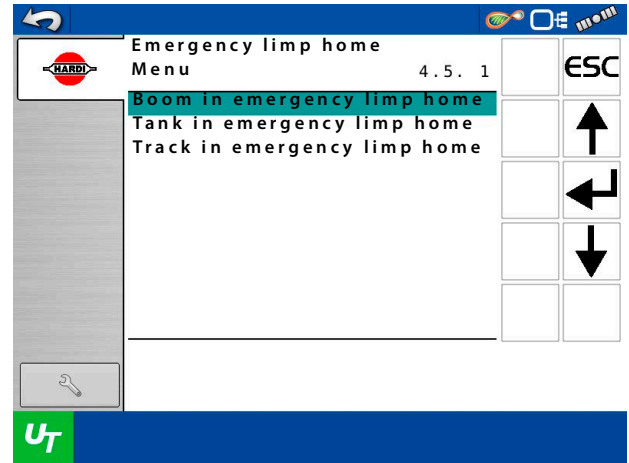 HARDI
Emergency limp home
Menu 4.5. 1
ESC
Boom in emergency limp home
Tank in emergency limp home
Track in emergency limp home
UT